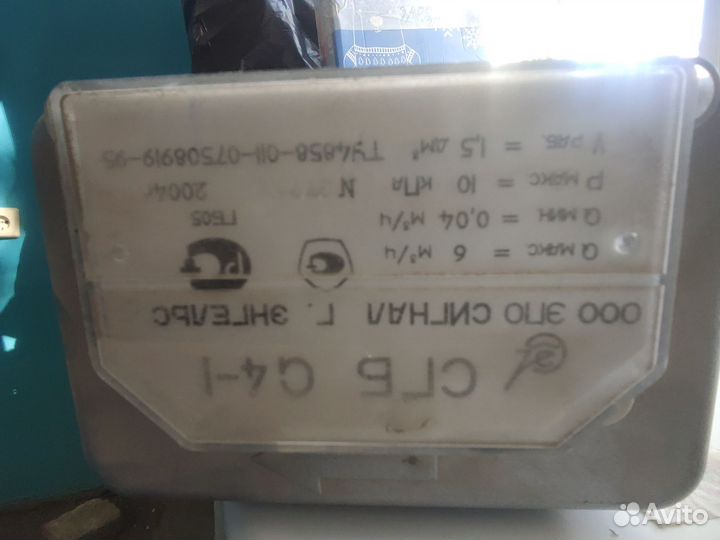 СГБ G4-1
ООО ЭПО СИГНАЛ Г. ЭНГЕЛЬС
Q макс = 6 м³/ч
Q мин. = 0,04 м³/ч ГБ05
P макс = 10 кПа N 2004г
V раб. = 1,5 дм³ ТУ4858-011-07508919-95
Avito